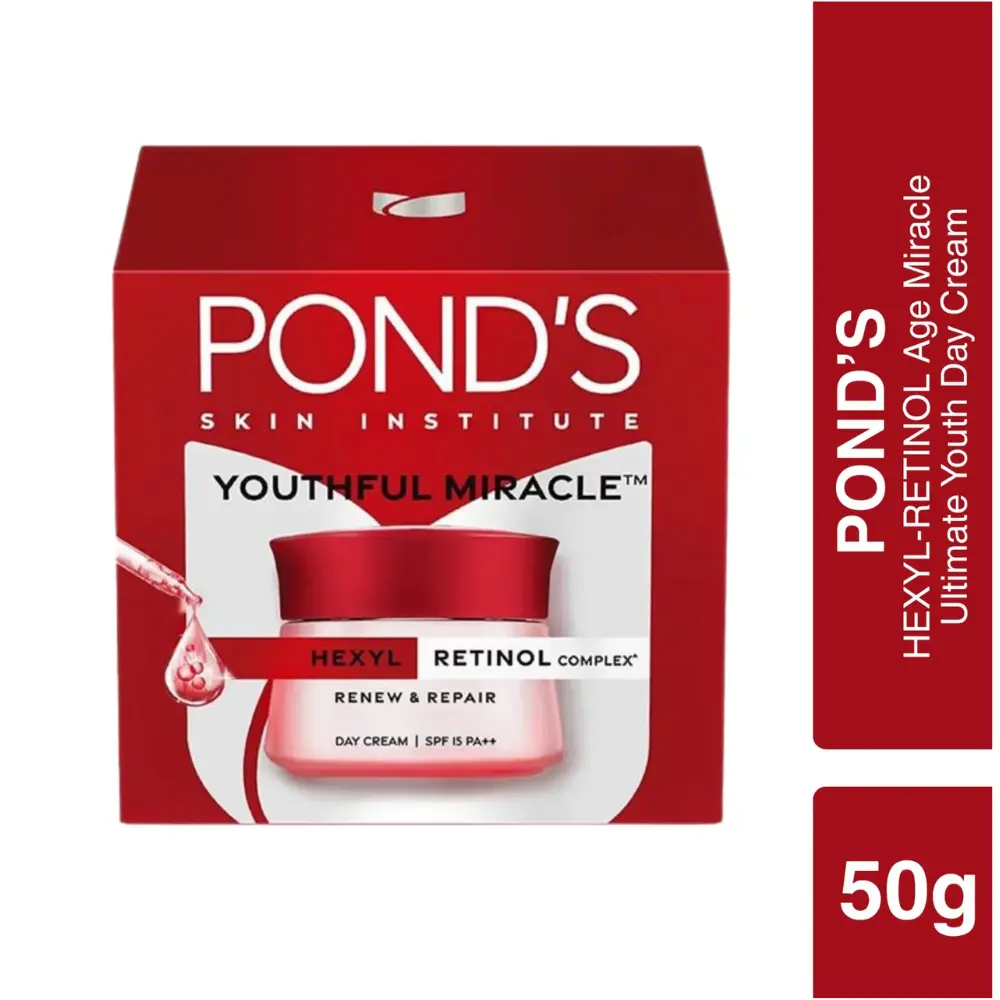 POND'S
SKIN INSTITUTE
YOUTHFUL MIRACLE™
HEXYL RETINOL COMPLEX^
RENEW & REPAIR
DAY CREAM | SPF 15 PA++
POND'S
HEXYL-RETINOL Age Miracle
Ultimate Youth Day Cream
50g